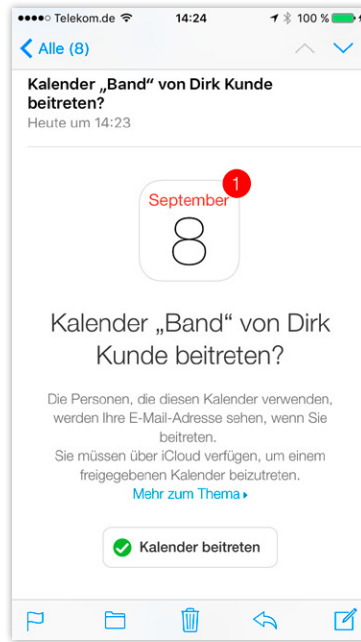 Telekom.de 14:24 100 %
Alle (8)
Kalender „Band“ von Dirk Kunde
beitreten?
Heute um 14:23
1
September
8
Kalender „Band“ von Dirk
Kunde beitreten?
Die Personen, die diesen Kalender verwenden,
werden Ihre E-Mail-Adresse sehen, wenn Sie
beitreten.
Sie müssen über iCloud verfügen, um einem
freigegebenen Kalender beizutreten.
Mehr zum Thema ▸
Kalender beitreten